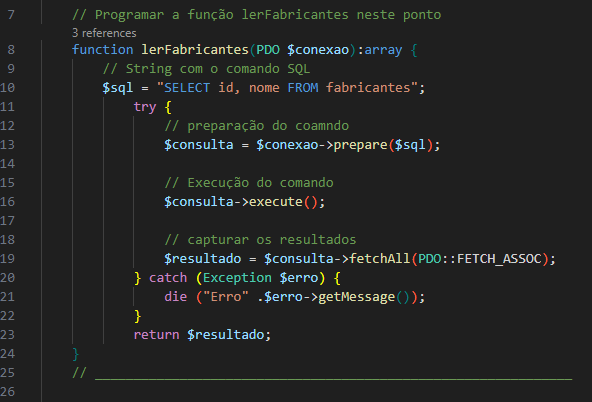 7 // Programar a função lerFabricantes neste ponto
3 references
8 function lerFabricantes(PDO $conexao):array {
9 // String com o comando SQL
10 $sql = "SELECT id, nome FROM fabricantes";
11 try {
12 // preparação do coamndo
13 $consulta = $conexao->prepare($sql);
14
15 // Execução do comando
16 $consulta->execute();
17
18 // capturar os resultados
19 $resultado = $consulta->fetchAll(PDO::FETCH_ASSOC);
20 } catch (Exception $erro) {
21 die ("Erro" .$erro->getMessage());
22 }
23 return $resultado;
24 }
25 // ________________________________________________________________
26